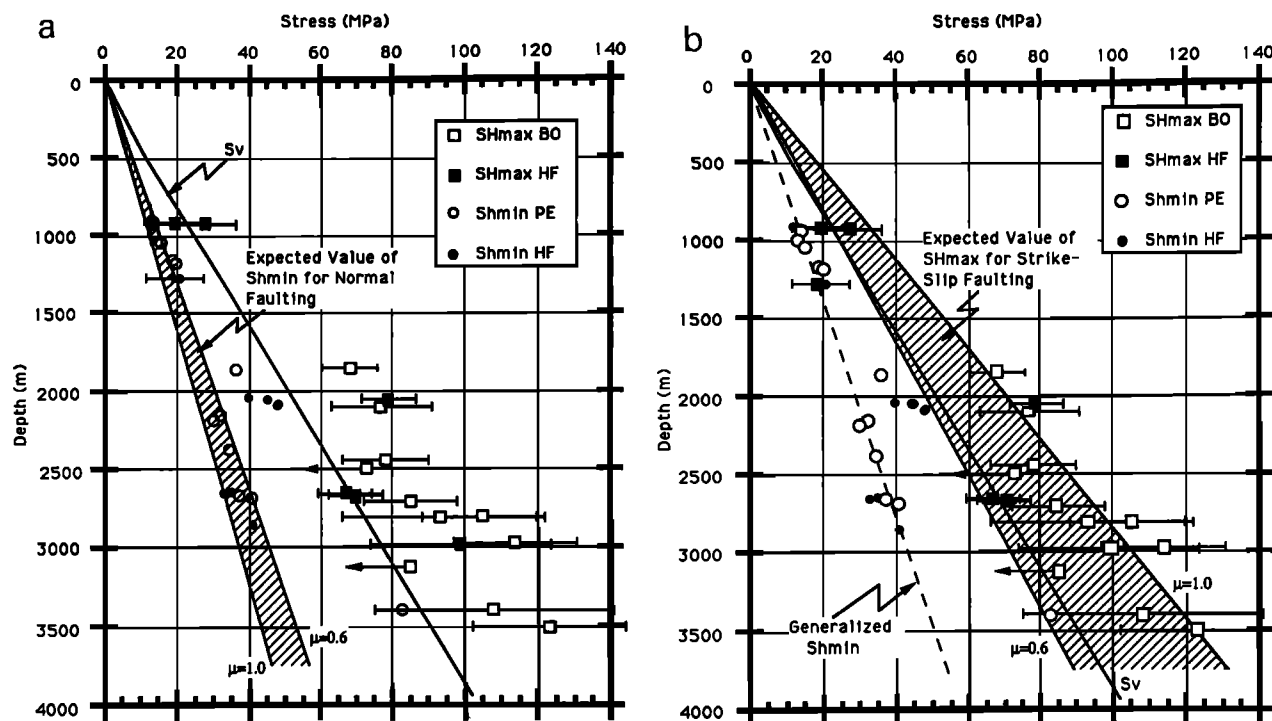 a
Stress (MPa)
0 20 40 60 80 100 120 140
0
500
1000
1500
2000
2500
3000
3500
4000
Depth (m)
Sv
SHmax BO
SHmax HF
Shmin PE
Shmin HF
Expected Value of
Shmin for Normal
Faulting
μ=0.6
μ=1.0
b
Stress (MPa)
0 20 40 60 80 100 120 140
0
500
1000
1500
2000
2500
3000
3500
4000
Depth (m)
SHmax BO
SHmax HF
Shmin PE
Shmin HF
Expected Value of
SHmax for Strike-
Slip Faulting
μ=1.0
Generalized
Shmin
μ=0.6
Sv